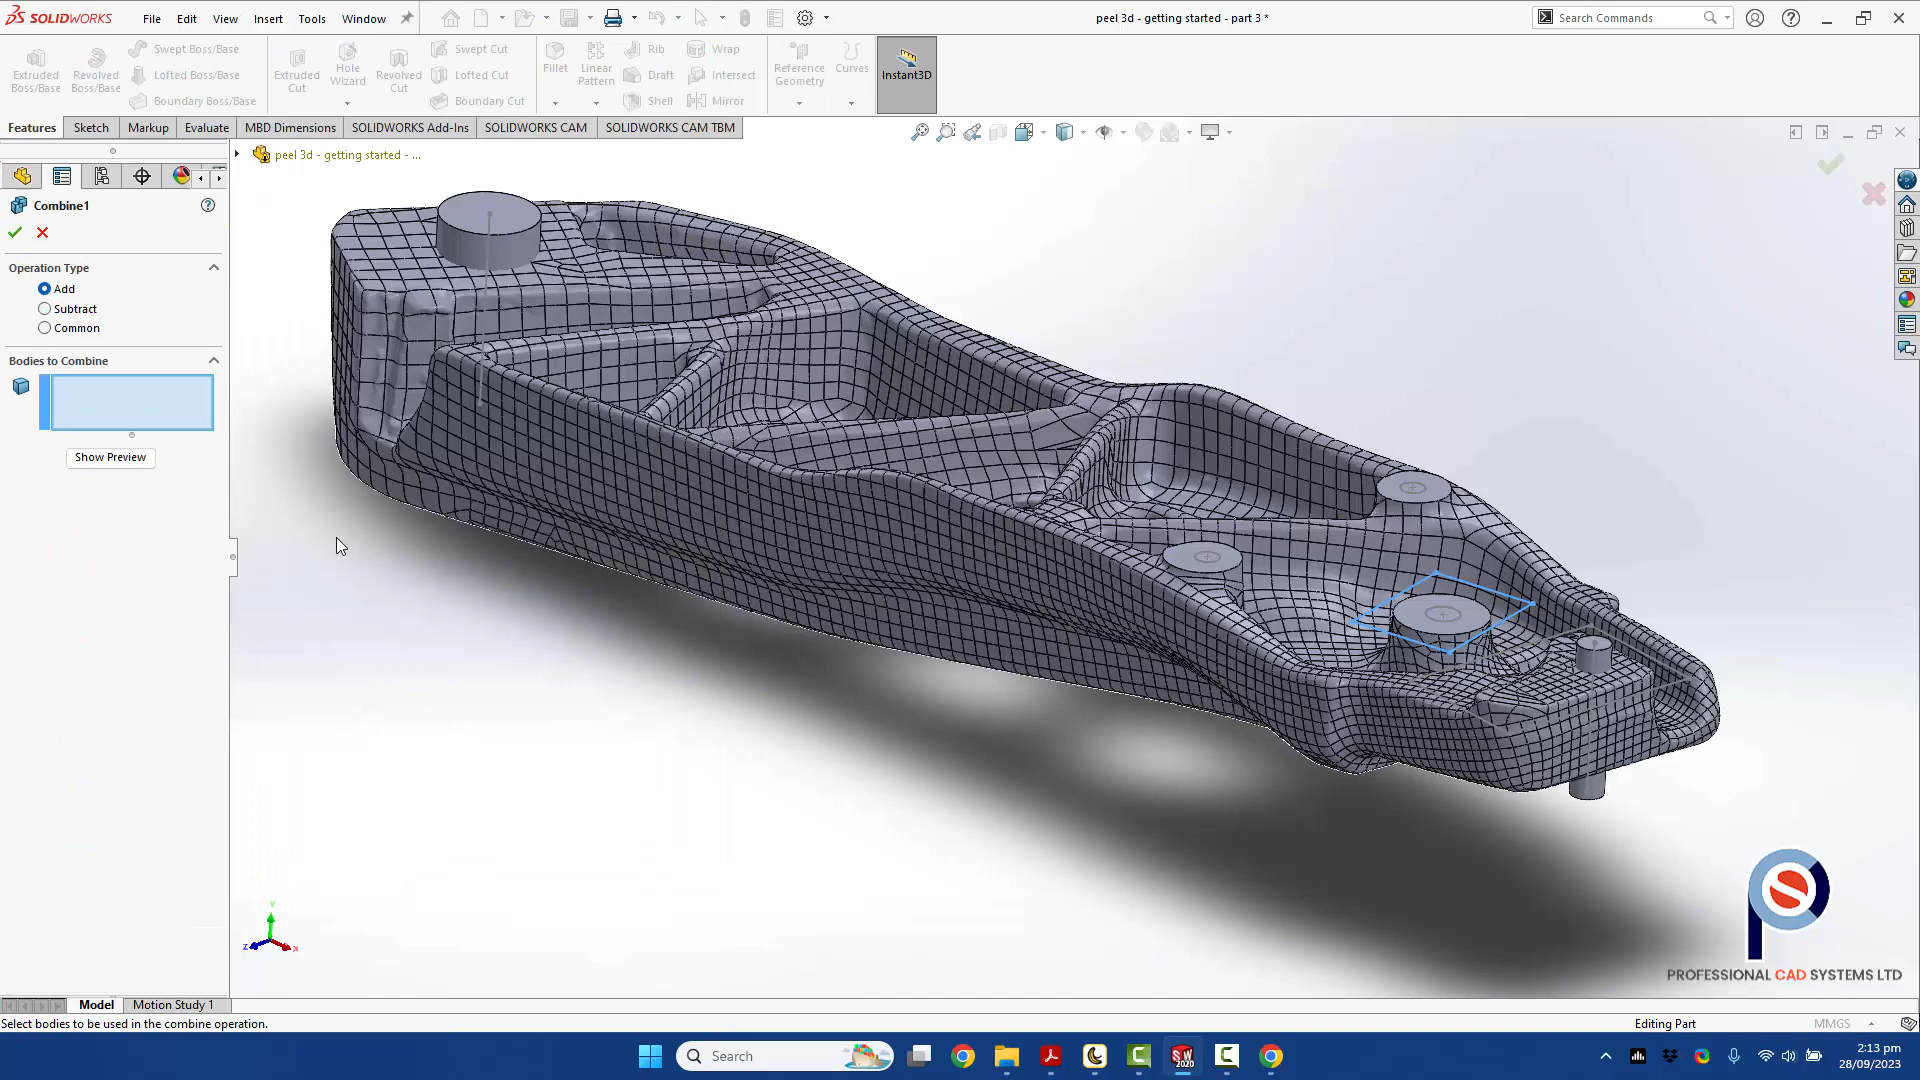 SOLIDWORKS File Edit View Insert Tools Window peel 3d - getting started - part 3 * Search Commands
Extruded Boss/Base
Revolved Boss/Base
Swept Boss/Base
Lofted Boss/Base
Boundary Boss/Base
Extruded Cut
Hole Wizard
Revolved Cut
Swept Cut
Lofted Cut
Boundary Cut
Fillet
Linear Pattern
Rib
Draft
Shell
Wrap
Intersect
Mirror
Reference Geometry
Curves
Instant3D
Features Sketch Markup Evaluate MBD Dimensions SOLIDWORKS Add-Ins SOLIDWORKS CAM SOLIDWORKS CAM TBM
peel 3d - getting started - ...
Combine1
Operation Type
Add
Subtract
Common
Bodies to Combine
Show Preview
Y
Z
X
PROFESSIONAL CAD SYSTEMS LTD
Model Motion Study 1
Select bodies to be used in the combine operation. Editing Part MMGS
Search
SW 2020
2:13 pm
28/09/2023